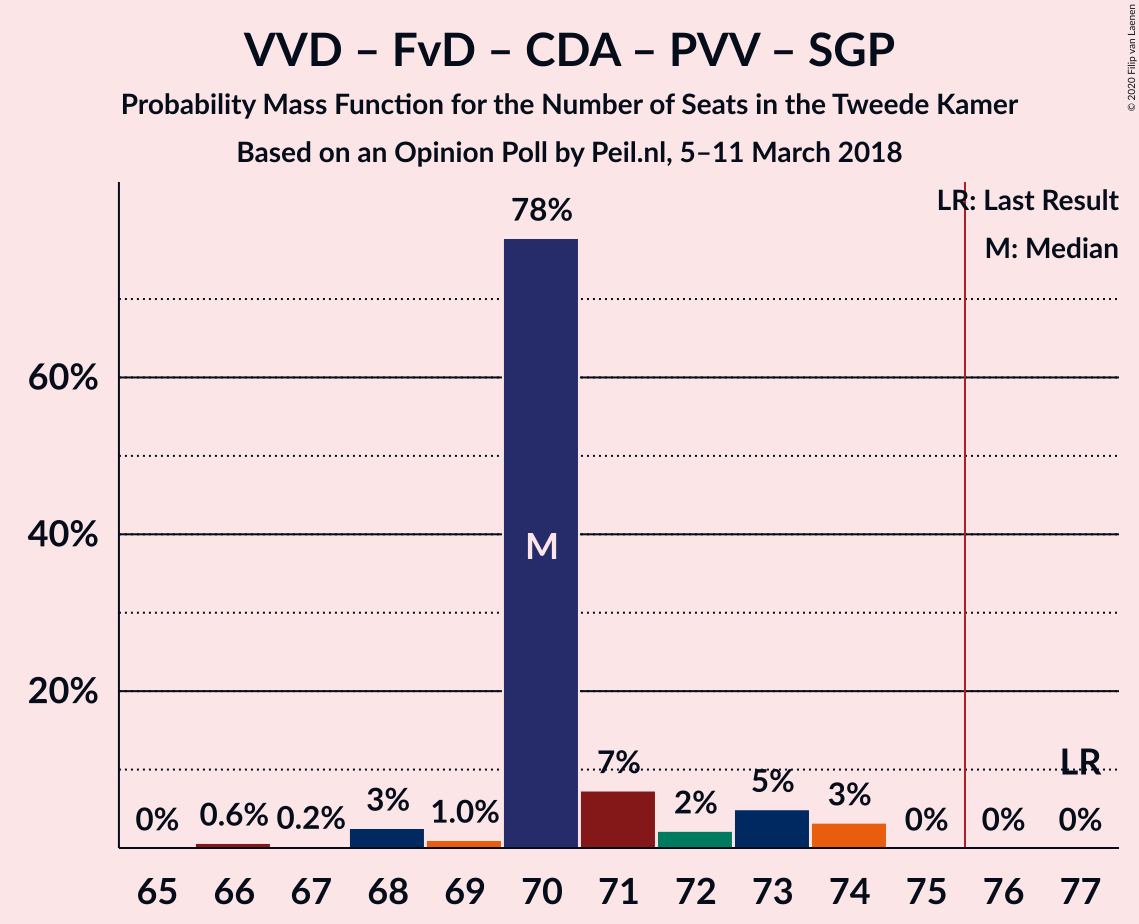 VVD – FvD – CDA – PVV – SGP
Probability Mass Function for the Number of Seats in the Tweede Kamer
Based on an Opinion Poll by Peil.nl, 5–11 March 2018
© 2020 Filip van Laenen
LR: Last Result
M: Median
78%
60%
40%
20%
M
0%
0.6%
0.2%
3%
1.0%
7%
2%
5%
3%
0%
0%
LR
0%
65 66 67 68 69 70 71 72 73 74 75 76 77